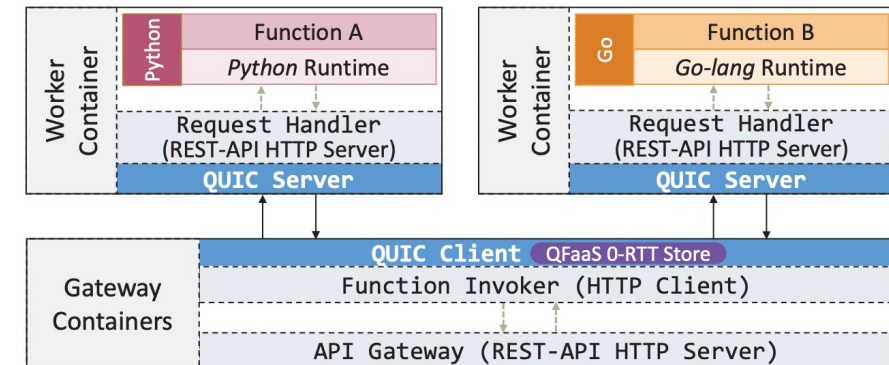 Worker
Container
Python
Function A
Python Runtime
Request Handler
(REST-API HTTP Server)
QUIC Server
Worker
Container
Go
Function B
Go-lang Runtime
Request Handler
(REST-API HTTP Server)
QUIC Server
Gateway
Containers
QUIC Client QFaaS 0-RTT Store
Function Invoker (HTTP Client)
API Gateway (REST-API HTTP Server)